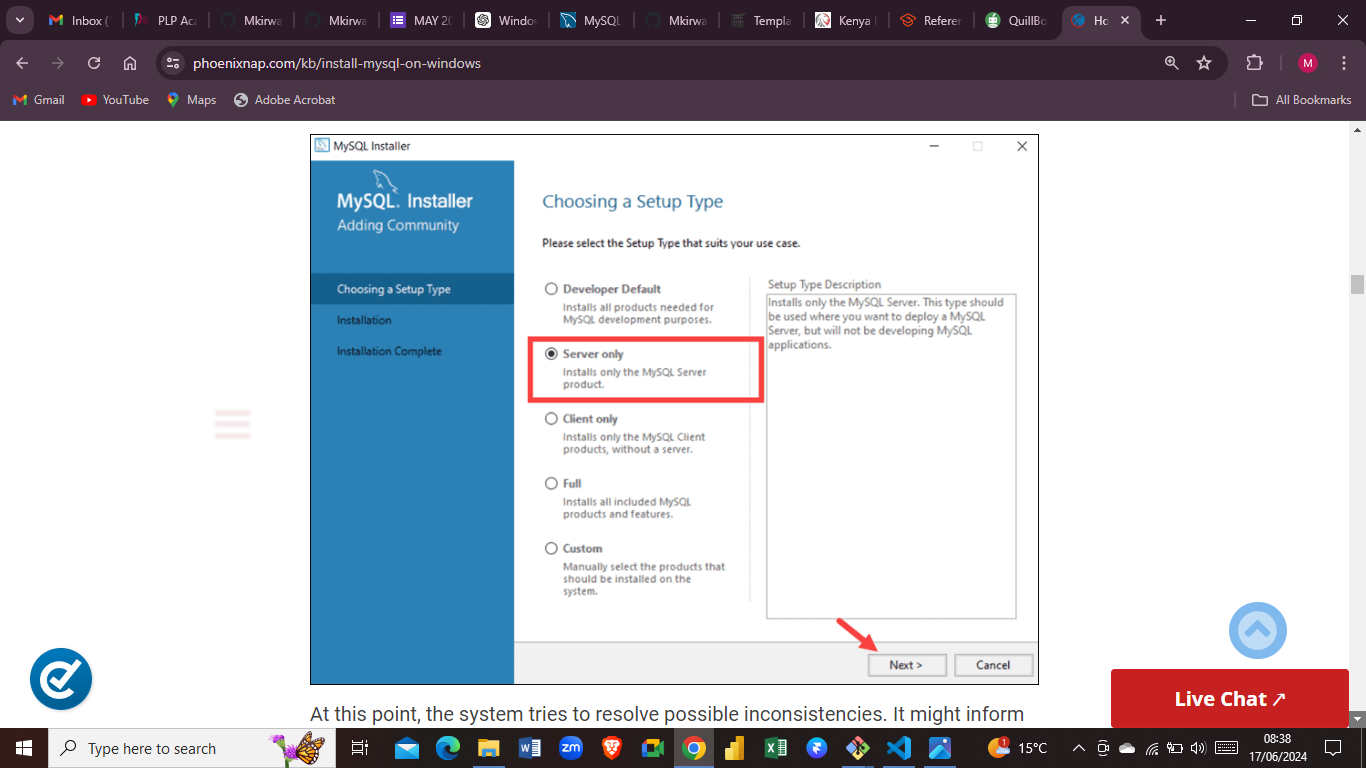 Inbox (
PLP Aca
Mkirwa
Mkirwa
MAY 20
Windov
MySQL
Mkirwa
Templa
Kenya
Referer
QuillBo
Ho
phoenixnap.com/kb/install-mysql-on-windows
M
Gmail
YouTube
Maps
Adobe Acrobat
All Bookmarks
MySQL Installer
MySQL. Installer
Adding Community
Choosing a Setup Type
Installation
Installation Complete
Choosing a Setup Type
Please select the Setup Type that suits your use case.
Developer Default
Installs all products needed for
MySQL development purposes.
Server only
Installs only the MySQL Server
product.
Client only
Installs only the MySQL Client
products, without a server.
Full
Installs all included MySQL
products and features.
Custom
Manually select the products that
should be installed on the
system.
Setup Type Description
Installs only the MySQL Server. This type should
be used where you want to deploy a MySQL
Server, but will not be developing MySQL
applications.
Next >
Cancel
At this point, the system tries to resolve possible inconsistencies. It might inform
Live Chat
Type here to search
zm
1
15°C
08:38
17/06/2024